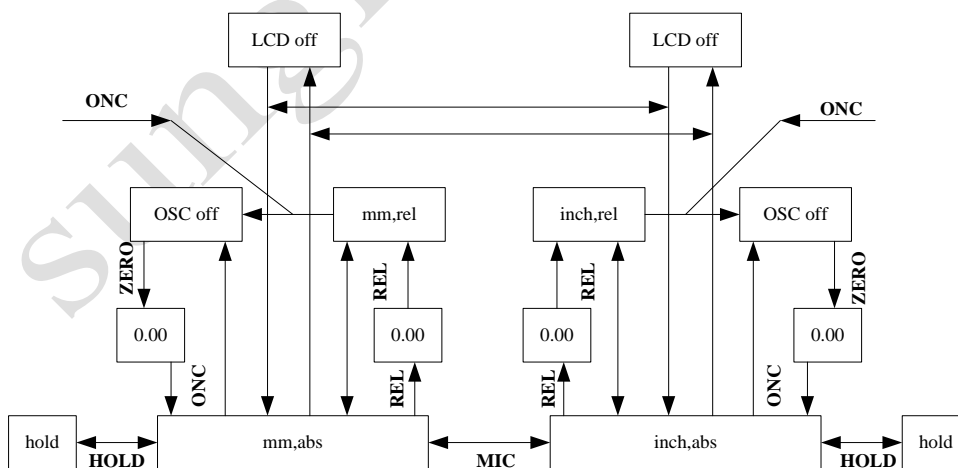 LCD off
LCD off
ONC
ONC
OSC off
mm,rel
inch,rel
OSC off
ZERO
REL
REL
ZERO
0.00
0.00
0.00
0.00
ONC
REL
REL
ONC
hold
mm,abs
inch,abs
hold
HOLD
MIC
HOLD